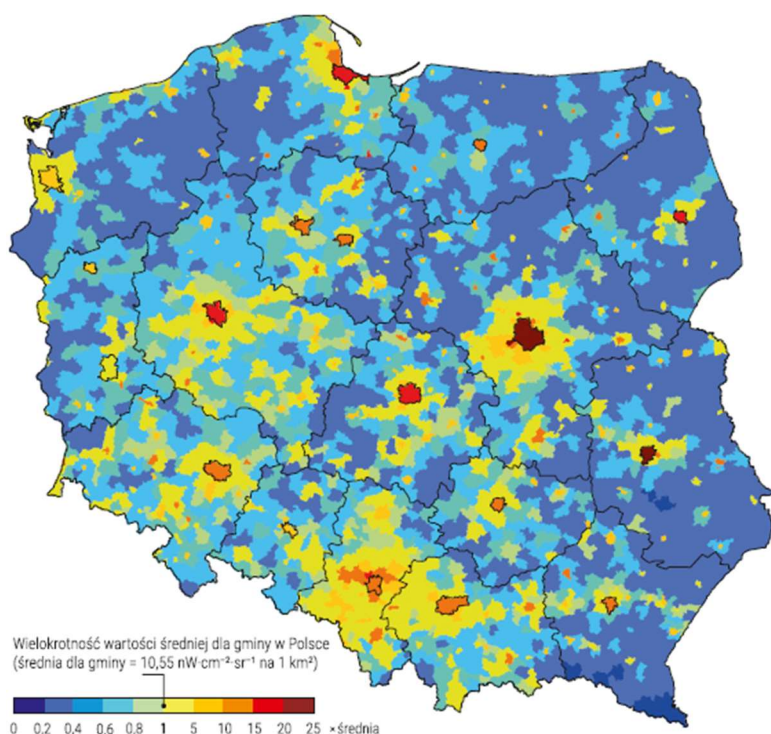 Wielokrotność wartości średniej dla gminy w Polsce
(średnia dla gminy = 10,55 nW·cm⁻²·sr⁻¹ na 1 km²)
0 0,2 0,4 0,6 0,8 1 5 10 15 20 25 ×średnia